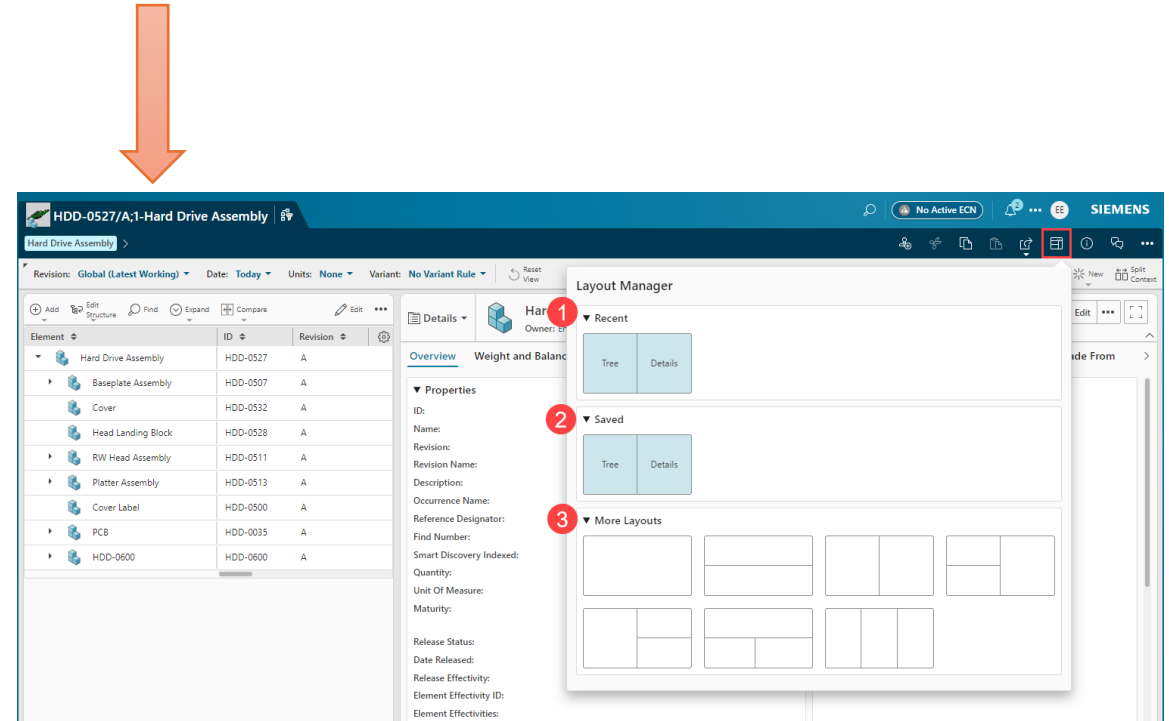 HDD-0527/A;1-Hard Drive Assembly
No Active ECN
2
EE
SIEMENS
Hard Drive Assembly
Revision: Global (Latest Working) Date: Today Units: None Variant: No Variant Rule
Reset
View
New
Split
Context
Add
Edit
Structure
Find
Expand
Compare
Edit
Element ID Revision
Hard Drive Assembly HDD-0527 A
Baseplate Assembly HDD-0507 A
Cover HDD-0532 A
Head Landing Block HDD-0528 A
RW Head Assembly HDD-0511 A
Platter Assembly HDD-0513 A
Cover Label HDD-0500 A
PCB HDD-0035 A
HDD-0600 HDD-0600 A
Details
Har
Owner:
Edit
Overview Weight and Balanc
de From
Properties
ID:
Name:
Revision:
Revision Name:
Description:
Occurrence Name:
Reference Designator:
Find Number:
Smart Discovery Indexed:
Quantity:
Unit Of Measure:
Maturity:
Release Status:
Date Released:
Release Effectivity:
Element Effectivity ID:
Element Effectivities:
Layout Manager
1
Recent
Tree Details
2
Saved
Tree Details
3
More Layouts